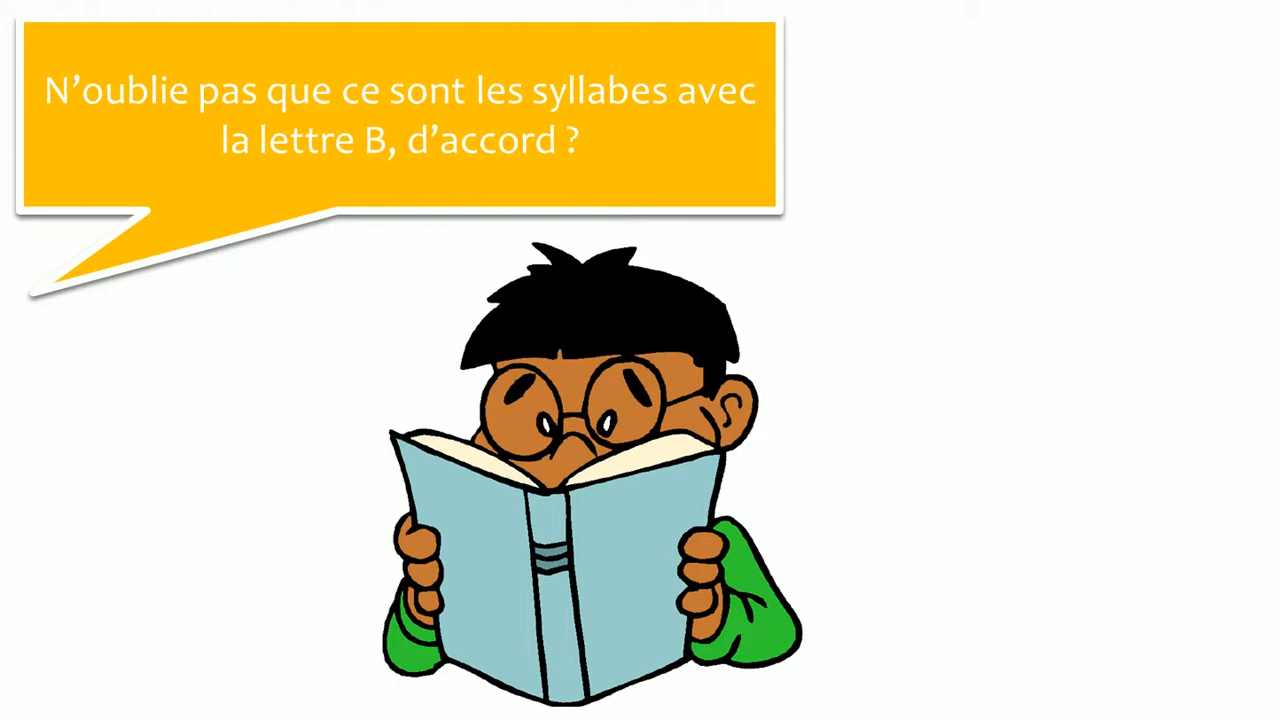 N’oublie pas que ce sont les syllabes avec
la lettre B, d’accord ?